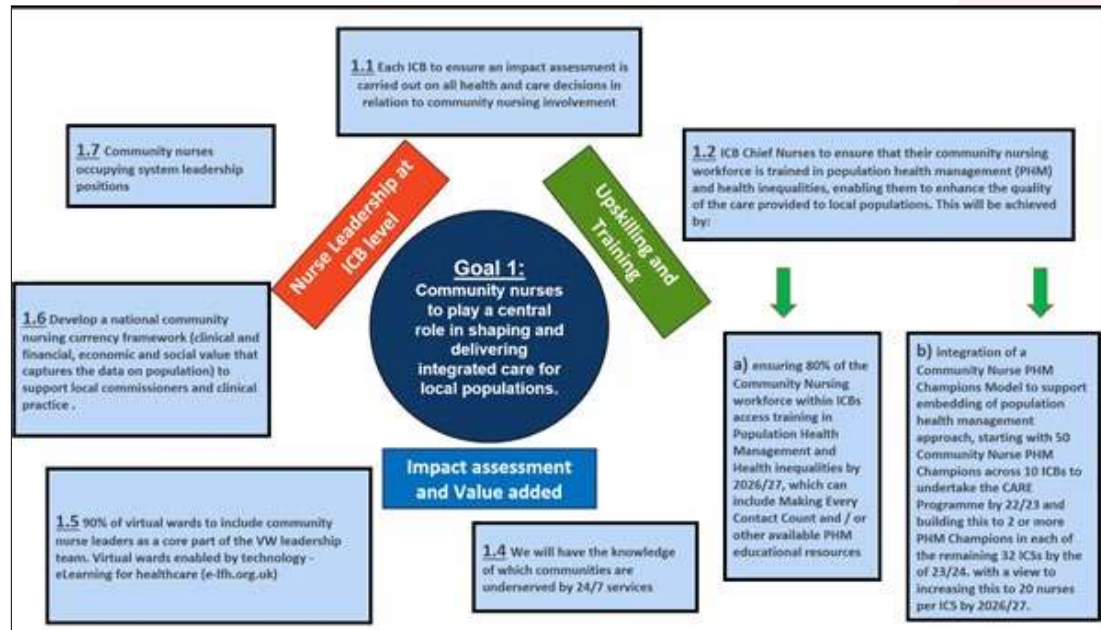 1.1 Each ICB to ensure an impact assessment is
carried out on all health and care decisions in
relation to community nursing involvement
1.7 Community nurses
occupying system leadership
positions
1.2 ICB Chief Nurses to ensure that their community nursing
workforce is trained in population health management (PHM)
and health inequalities, enabling them to enhance the quality
of the care provided to local populations. This will be achieved
by:
Nurse Leadership at
ICB level
Upskilling and
Training
Goal 1:
Community nurses
to play a central
role in shaping and
delivering
integrated care for
local populations.
1.6 Develop a national community
nursing currency framework (clinical and
financial, economic and social value that
captures the data on population) to
support local commissioners and clinical
practice .
a) ensuring 80% of the
Community Nursing
workforce within ICBs
access training in
Population Health
Management and
Health inequalities by
2026/27, which can
include Making Every
Contact Count and / or
other available PHM
educational resources
b) integration of a
Community Nurse PHM
Champions Model to support
embedding of population
health management
approach, starting with 50
Community Nurse PHM
Champions across 10 ICBs to
undertake the CARE
Programme by 22/23 and
building this to 2 or more
PHM Champions in each of
the remaining 32 ICSs by the
of 23/24. with a view to
increasing this to 20 nurses
per ICS by 2026/27.
Impact assessment
and Value added
1.5 90% of virtual wards to include community
nurse leaders as a core part of the VW leadership
team. Virtual wards enabled by technology -
eLearning for healthcare (e-lfh.org.uk)
1.4 We will have the knowledge
of which communities are
underserved by 24/7 services